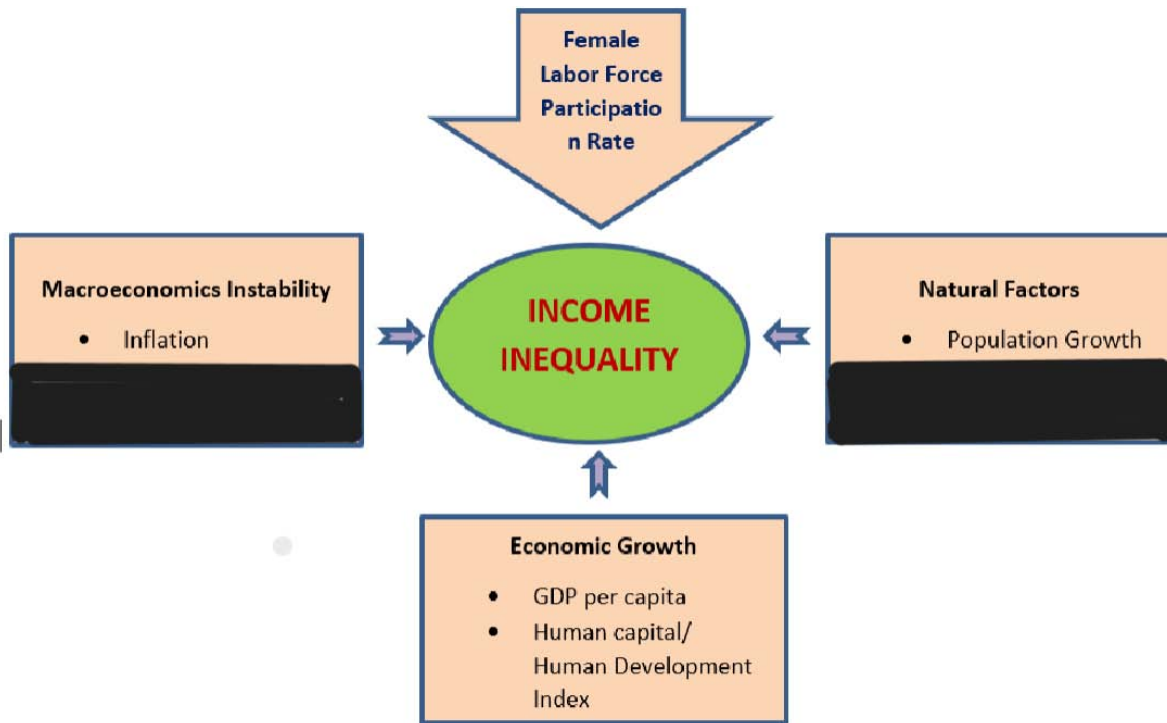 Female
Labor Force
Participatio
n Rate
Macroeconomics Instability
• Inflation
INCOME
INEQUALITY
Natural Factors
• Population Growth
Economic Growth
• GDP per capita
• Human capital/
Human Development
Index